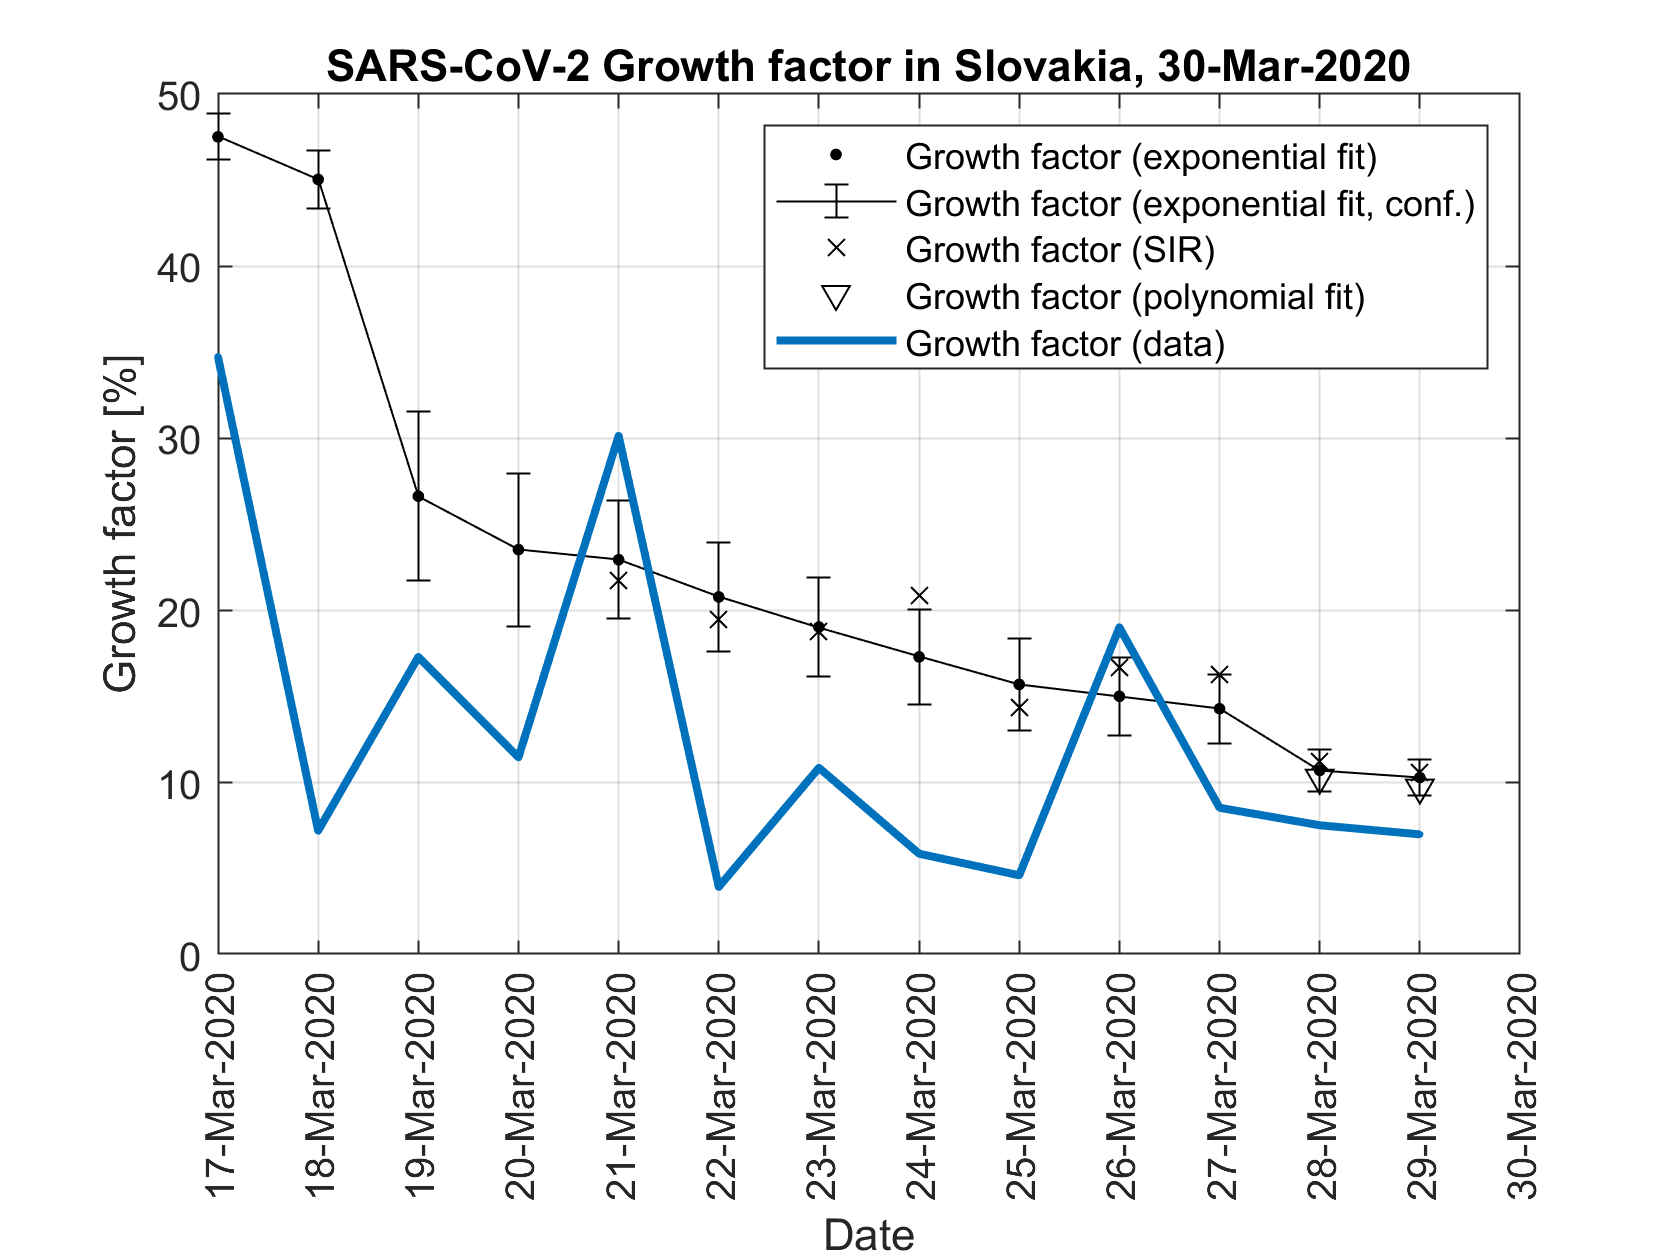 SARS-CoV-2 Growth factor in Slovakia, 30-Mar-2020
Growth factor (exponential fit)
Growth factor (exponential fit, conf.)
Growth factor (SIR)
Growth factor (polynomial fit)
Growth factor (data)
Growth factor [%]
50
40
30
20
10
0
17-Mar-2020
18-Mar-2020
19-Mar-2020
20-Mar-2020
21-Mar-2020
22-Mar-2020
23-Mar-2020
24-Mar-2020
25-Mar-2020
26-Mar-2020
27-Mar-2020
28-Mar-2020
29-Mar-2020
30-Mar-2020
Date